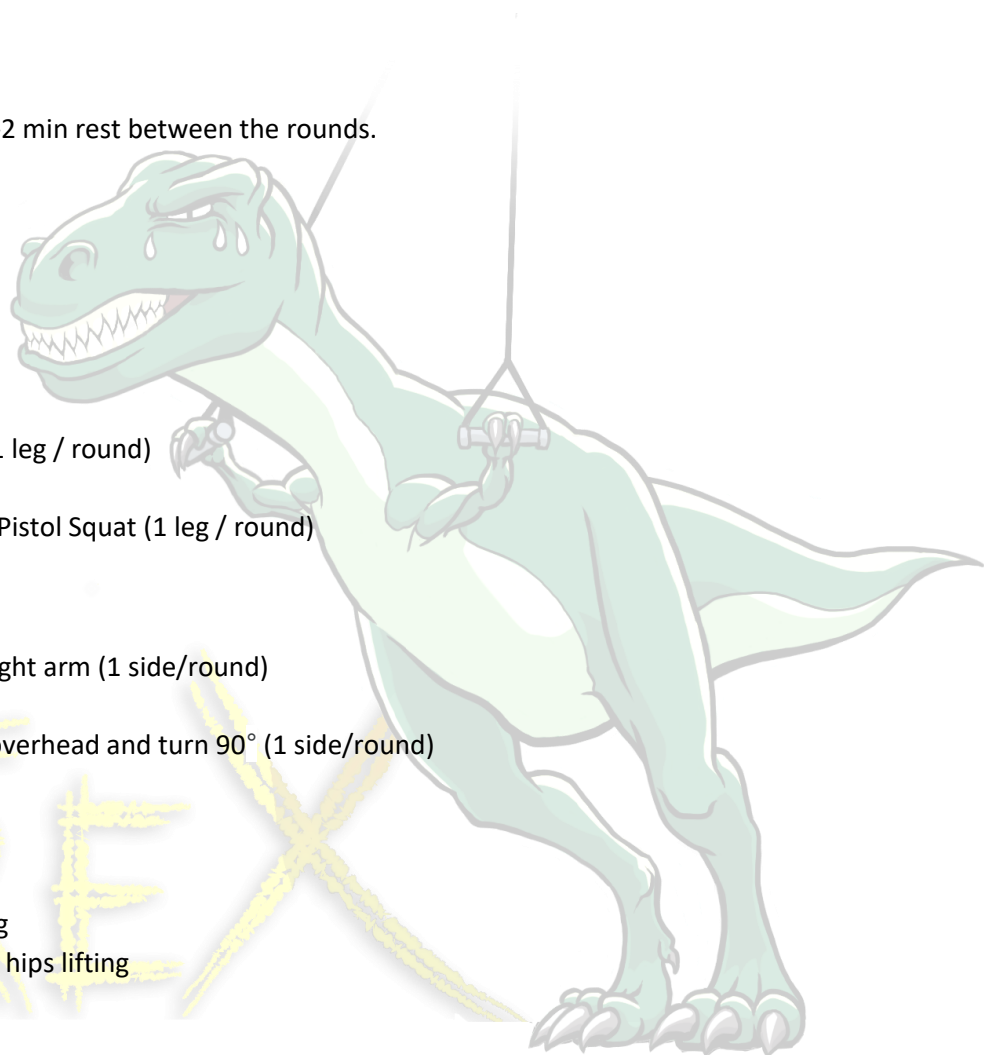 2 min rest between the rounds.
leg / round)
Pistol Squat (1 leg / round)
ght arm (1 side/round)
overhead and turn 90° (1 side/round)
hips lifting
REX